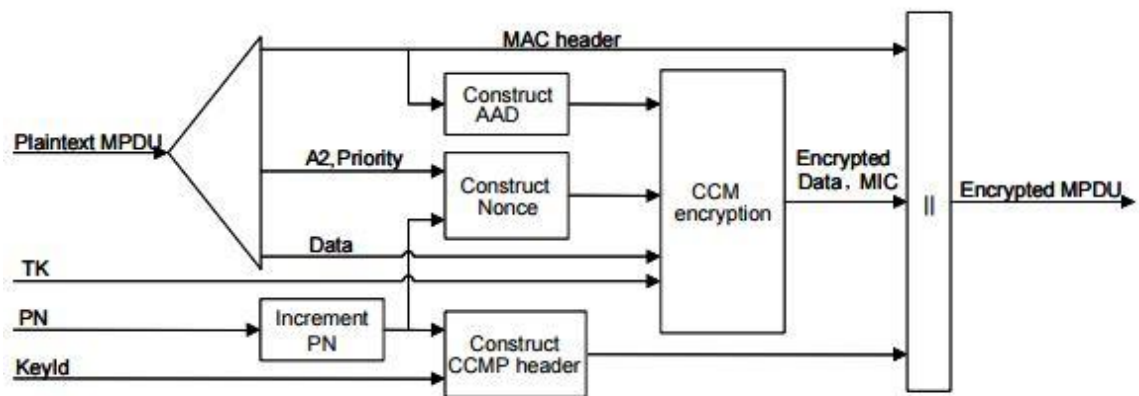 MAC header
Construct
AAD
Plaintext MPDU
A2,Priority
Construct
Nonce
CCM
encryption
Encrypted
Data, MIC
||
Encrypted MPDU
Data
TK
PN
Increment
PN
Construct
CCMP header
KeyId